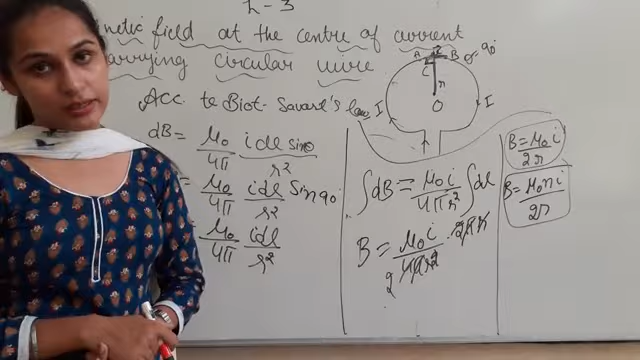 L-3
netic field at the centre of current
arrying circular wire
Acc to Biot-Savart's law
dB = μ₀/4π idl sinθ/r²
= μ₀/4π idl/r² Sin 90
μ₀/4π idl/r²
A B θ=90°
C
r
O
I I
∫dB = μ₀i/4πr² ∫dl
B = μ₀i/4πr² · 2πr
2
B = μ₀i/2r
B = μ₀ni/2r